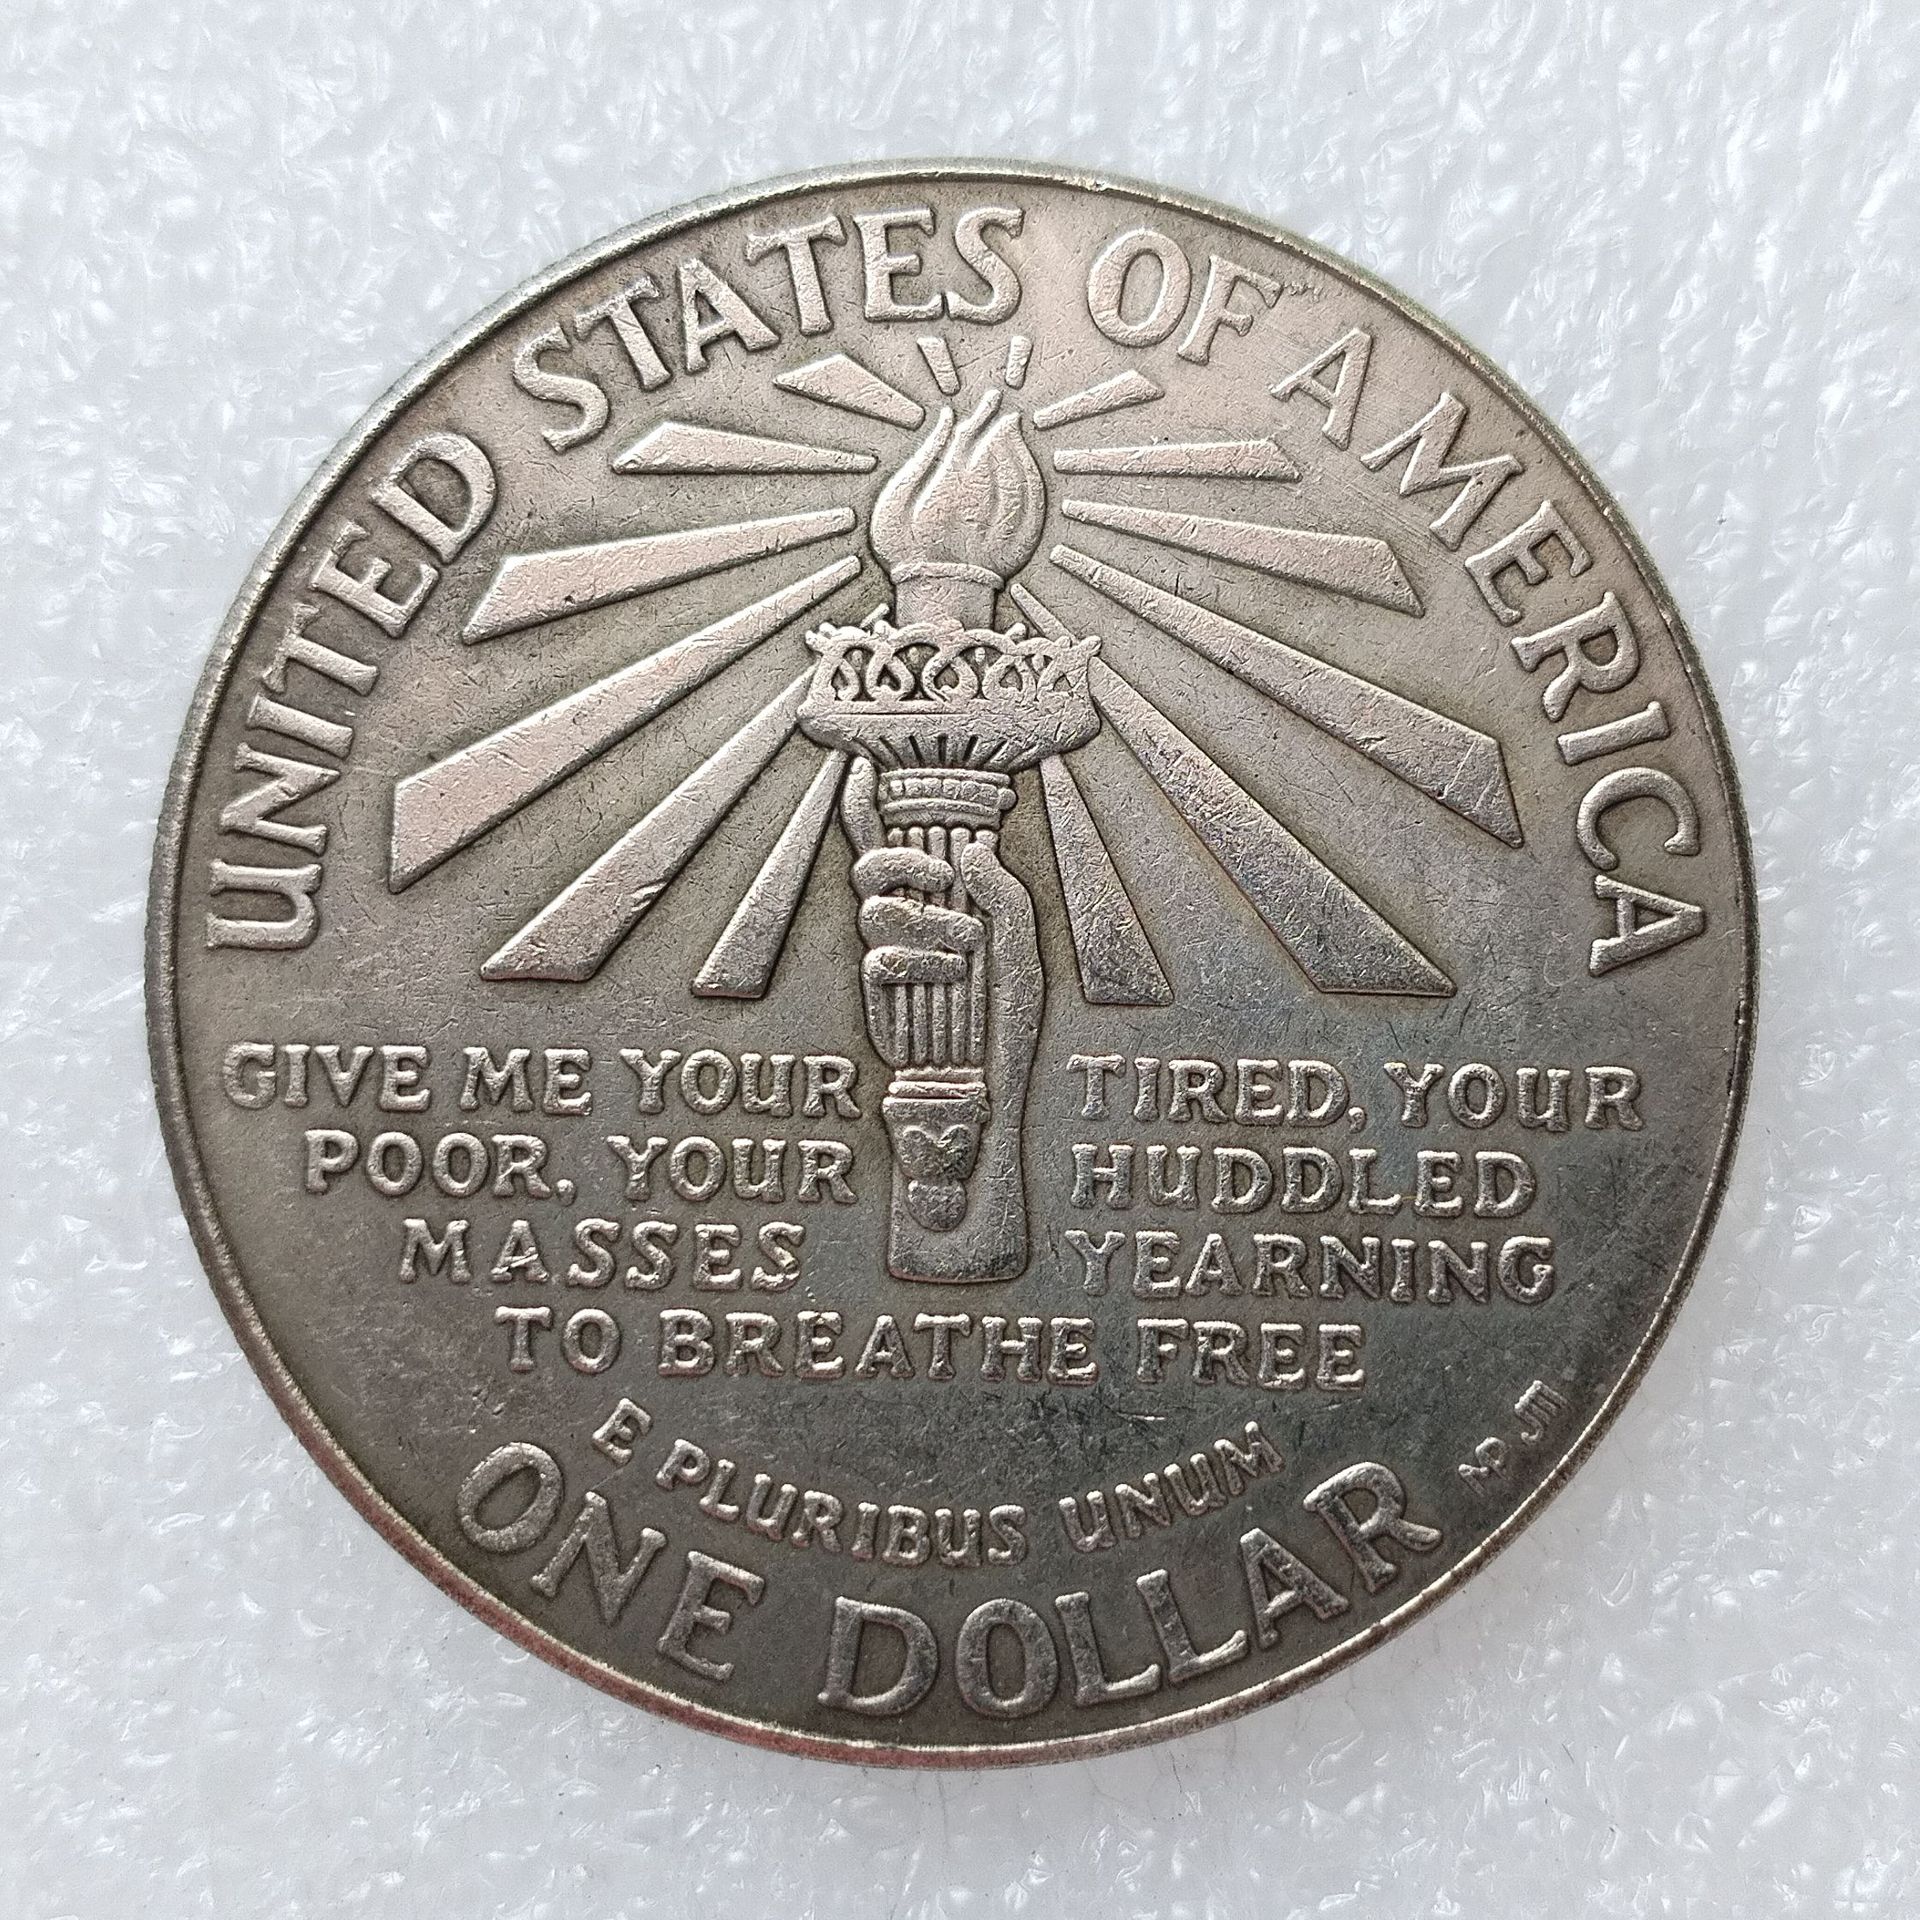 UNITED STATES OF AMERICA
GIVE ME YOUR TIRED, YOUR
POOR, YOUR HUDDLED
MASSES YEARNING
TO BREATHE FREE
E PLURIBUS UNUM
ONE DOLLAR